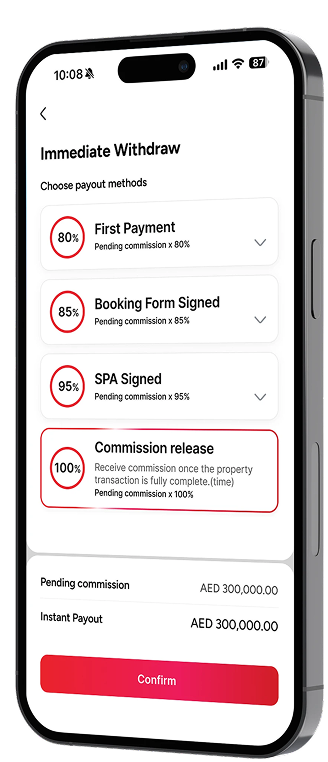 10:08
87
Immediate Withdraw
Choose payout methods
80%
First Payment
Pending commission x 80%
85%
Booking Form Signed
Pending commission x 85%
95%
SPA Signed
Pending commission x 95%
100%
Commission release
Receive commission once the property
transaction is fully complete.(time)
Pending commission x 100%
Pending commission AED 300,000.00
Instant Payout AED 300,000.00
Confirm